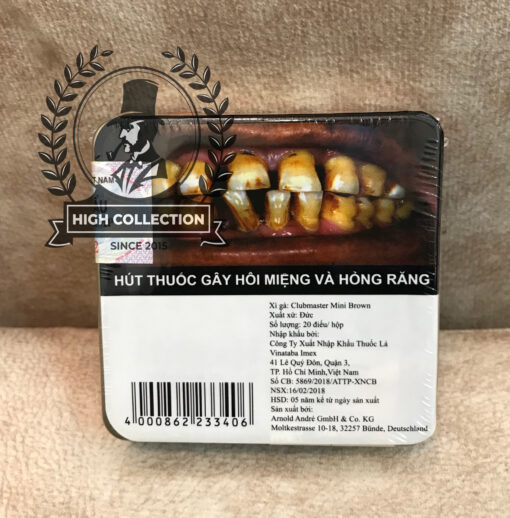 T NAM
HIGH COLLECTION
SINCE 2015
HÚT THUỐC GÂY HÔI MIỆNG VÀ HỎNG RĂNG
Xì gà: Clubmaster Mini Brown
Xuất xứ: Đức
Số lượng: 20 điếu/ hộp
Nhập khẩu bởi:
Công Ty Xuất Nhập Khẩu Thuốc Lá
Vinataba Imex
41 Lê Quý Đôn, Quận 3,
TP. Hồ Chí Minh,Việt Nam
Số CB: 5869/2018/ATTP-XNCB
NSX:16/02/2018
HSD: 05 năm kể từ ngày sản xuất
Sản xuất bởi:
Arnold André GmbH & Co. KG
Moltkestrasse 10-18, 32257 Bünde, Deutschland
4 000862 233406